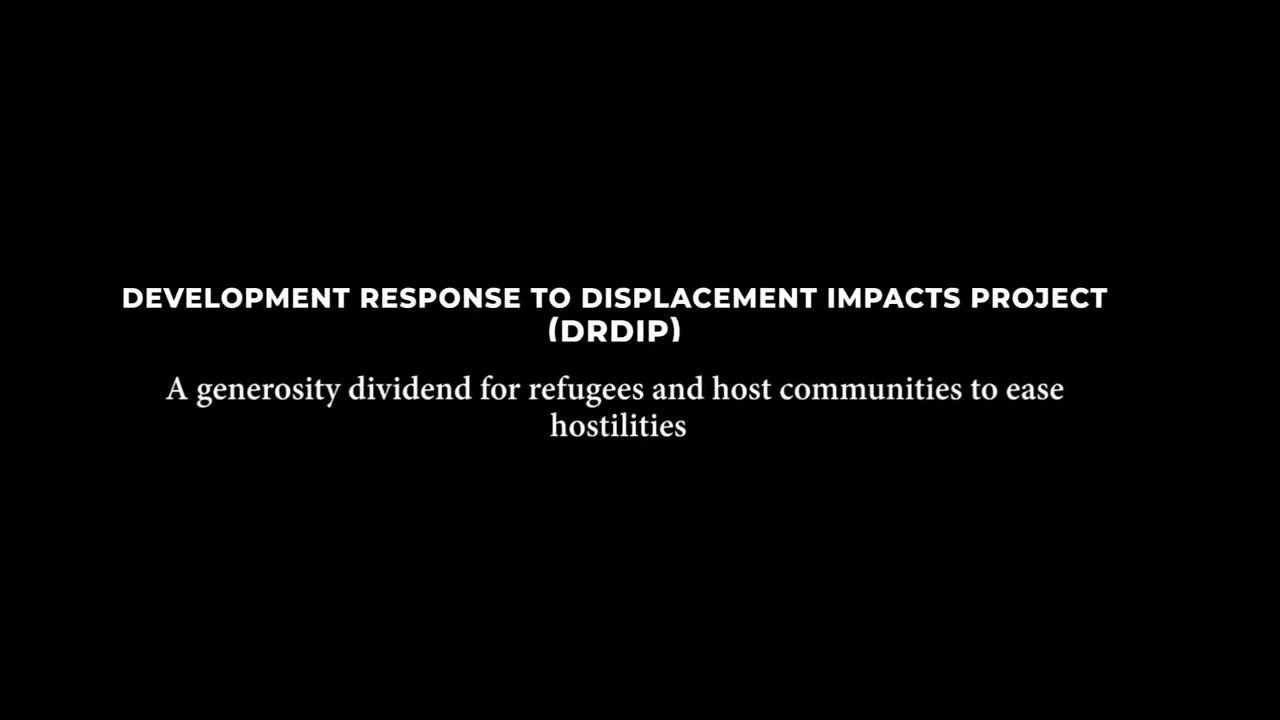 DEVELOPMENT RESPONSE TO DISPLACEMENT IMPACTS PROJECT
(DRDIP)
A generosity dividend for refugees and host communities to ease
hostilities